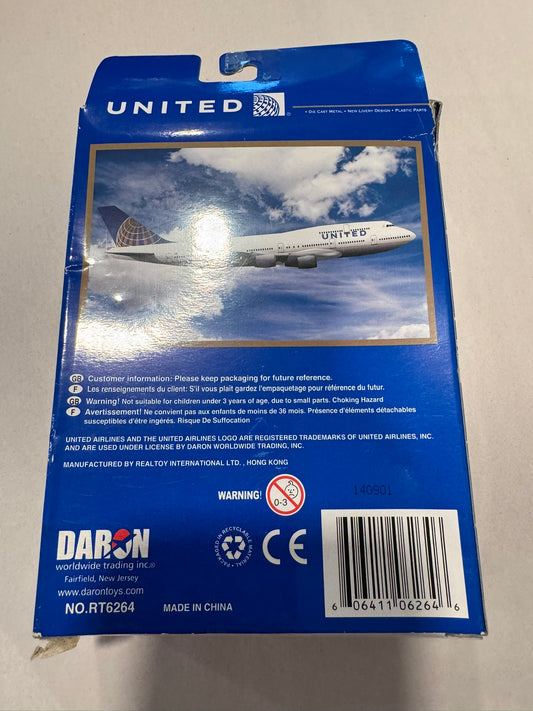 UNITED
• DIE CAST METAL • NEW LIVERY DESIGN • PLASTIC PARTS
UNITED
GB Customer information: Please keep packaging for future reference.
F Les renseignements du client: S'il vous plaît gardez l'empaquetage pour référence du futur.
GB Warning! Not suitable for children under 3 years of age, due to small parts. Choking Hazard
F Avertissement! Ne convient pas aux enfants de moins de 36 mois. Présence d'éléments détachables
susceptibles d'être ingérés. Risque De Suffocation
UNITED AIRLINES AND THE UNITED AIRLINES LOGO ARE REGISTERED TRADEMARKS OF UNITED AIRLINES, INC.
AND ARE USED UNDER LICENSE BY DARON WORLDWIDE TRADING, INC.
MANUFACTURED BY REALTOY INTERNATIONAL LTD. , HONG KONG
WARNING!
0-3
140901
DARON
worldwide trading inc.®
Fairfield, New Jersey
www.darontoys.com
NO.RT6264
MADE IN CHINA
• PACKAGED IN RECYCLABLE MATERIAL •
CE
6 06411 06264 6